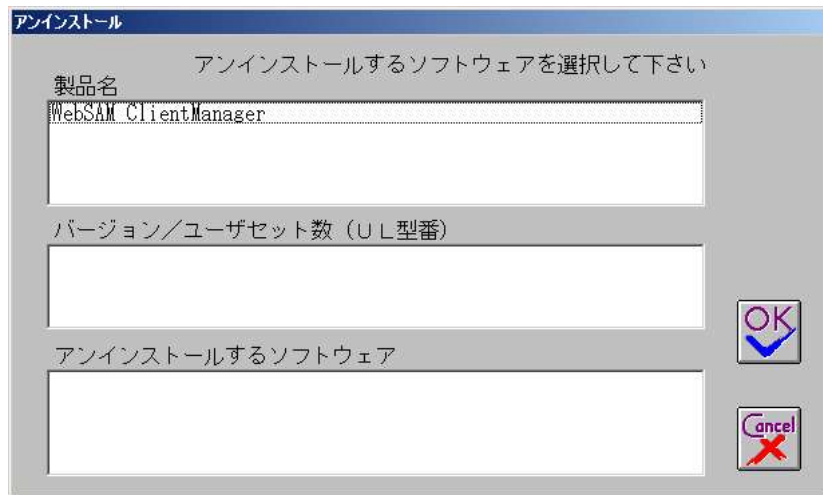 アンインストール
アンインストールするソフトウェアを選択して下さい
製品名
WebSAM ClientManager
バージョン／ユーザセット数（ＵＬ型番）
OK
アンインストールするソフトウェア
Cancel